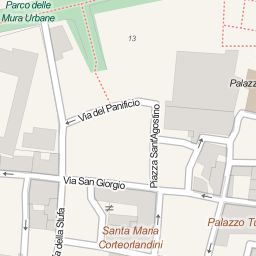 Parco delle
Mura Urbane
13
Palazz
Via del Panificio
Piazza Sant'Agostino
Via San Giorgio
Santa Maria
Corteorlandini
Palazzo Tu
a della Stufa